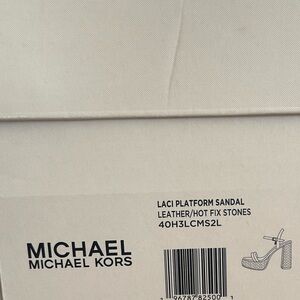 LACI PLATFORM SANDAL
LEATHER/HOT FIX STONES
40H3LCMS2L
MICHAEL
MICHAEL KORS